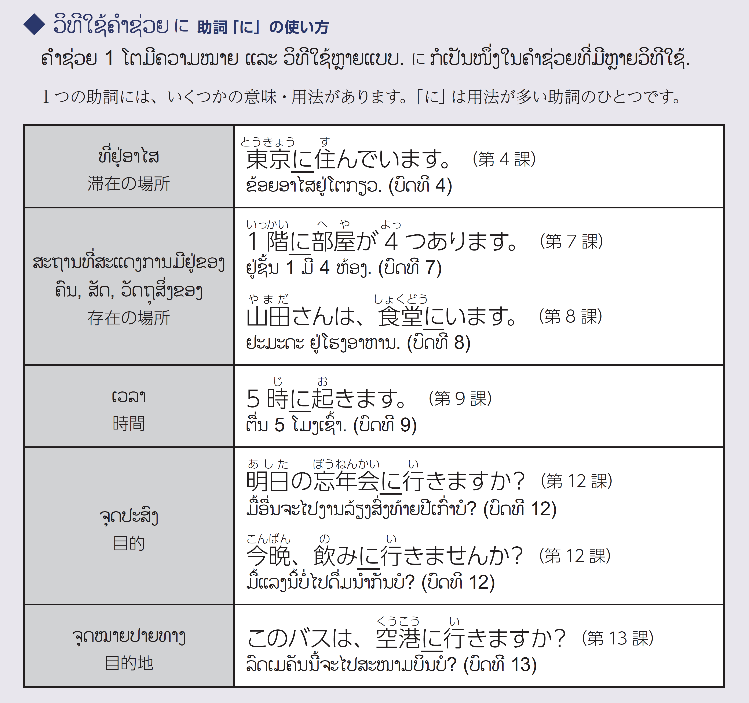 ◆ ວິທີໃຊ້ຄຳຊ່ວຍ に 助詞「に」の使い方
ຄຳຊ່ວຍ 1 ໂຕມີຄວາມໝາຍ ແລະ ວິທີໃຊ້ຫຼາຍແບບ. に ກໍເປັນໜຶ່ງໃນຄຳຊ່ວຍທີ່ມີຫຼາຍວິທີໃຊ້.
1つの助詞には、いくつかの意味・用法があります。「に」は用法が多い助詞のひとつです。
ທີ່ຢູ່ອາໄສ
滞在の場所
とうきょう す
東京に住んでいます。（第4課）
ຂ້ອຍອາໄສຢູ່ໂຕກຽວ. (ບົດທີ 4)
ສະຖານທີ່ສະແດງການມີຢູ່ຂອງ
ຄົນ, ສັດ, ວັດຖຸສິ່ງຂອງ
存在の場所
いっかい へや よっ
1階に部屋が4つあります。（第7課）
ຢູ່ຊັ້ນ 1 ມີ 4 ຫ້ອງ. (ບົດທີ 7)
やまだ しょくどう
山田さんは、食堂にいます。（第8課）
ຢະມະດະ ຢູ່ໂຮງອາຫານ. (ບົດທີ 8)
ເວລາ
時間
じ お
5時に起きます。（第9課）
ຕື່ນ 5 ໂມງເຊົ້າ. (ບົດທີ 9)
ຈຸດປະສົງ
目的
あした ぼうねんかい い
明日の忘年会に行きますか？（第12課）
ມື້ອື່ນຈະໄປງານລ້ຽງສົ່ງທ້າຍປີເກົ່າບໍ? (ບົດທີ 12)
こんばん の い
今晩、飲みに行きませんか？（第12課）
ມື້ແລງນີ້ບໍ່ໄປດື່ມນຳກັນບໍ? (ບົດທີ 12)
ຈຸດໝາຍປາຍທາງ
目的地
くうこう い
このバスは、空港に行きますか？（第13課）
ລົດເມຄັນນີ້ຈະໄປສະໜາມບິນບໍ? (ບົດທີ 13)